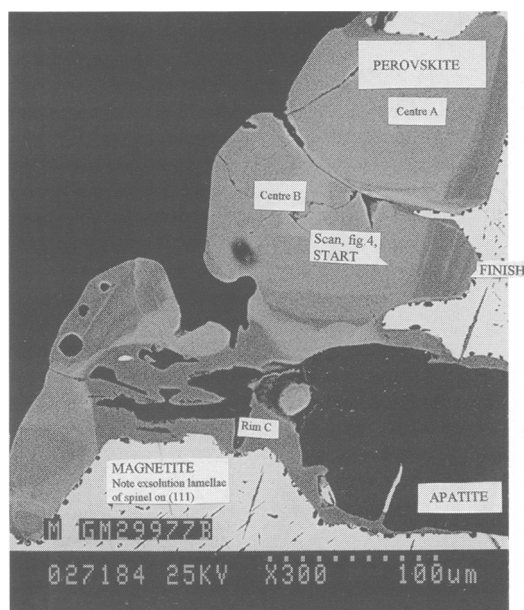 PEROVSKITE
Centre A
Centre B
Scan, fig.4,
START
FINISH
Rim C
MAGNETITE
Note exsolution lamellae
of spinel on (111)
APATITE
M GM29977B
027184 25KV X300 100um